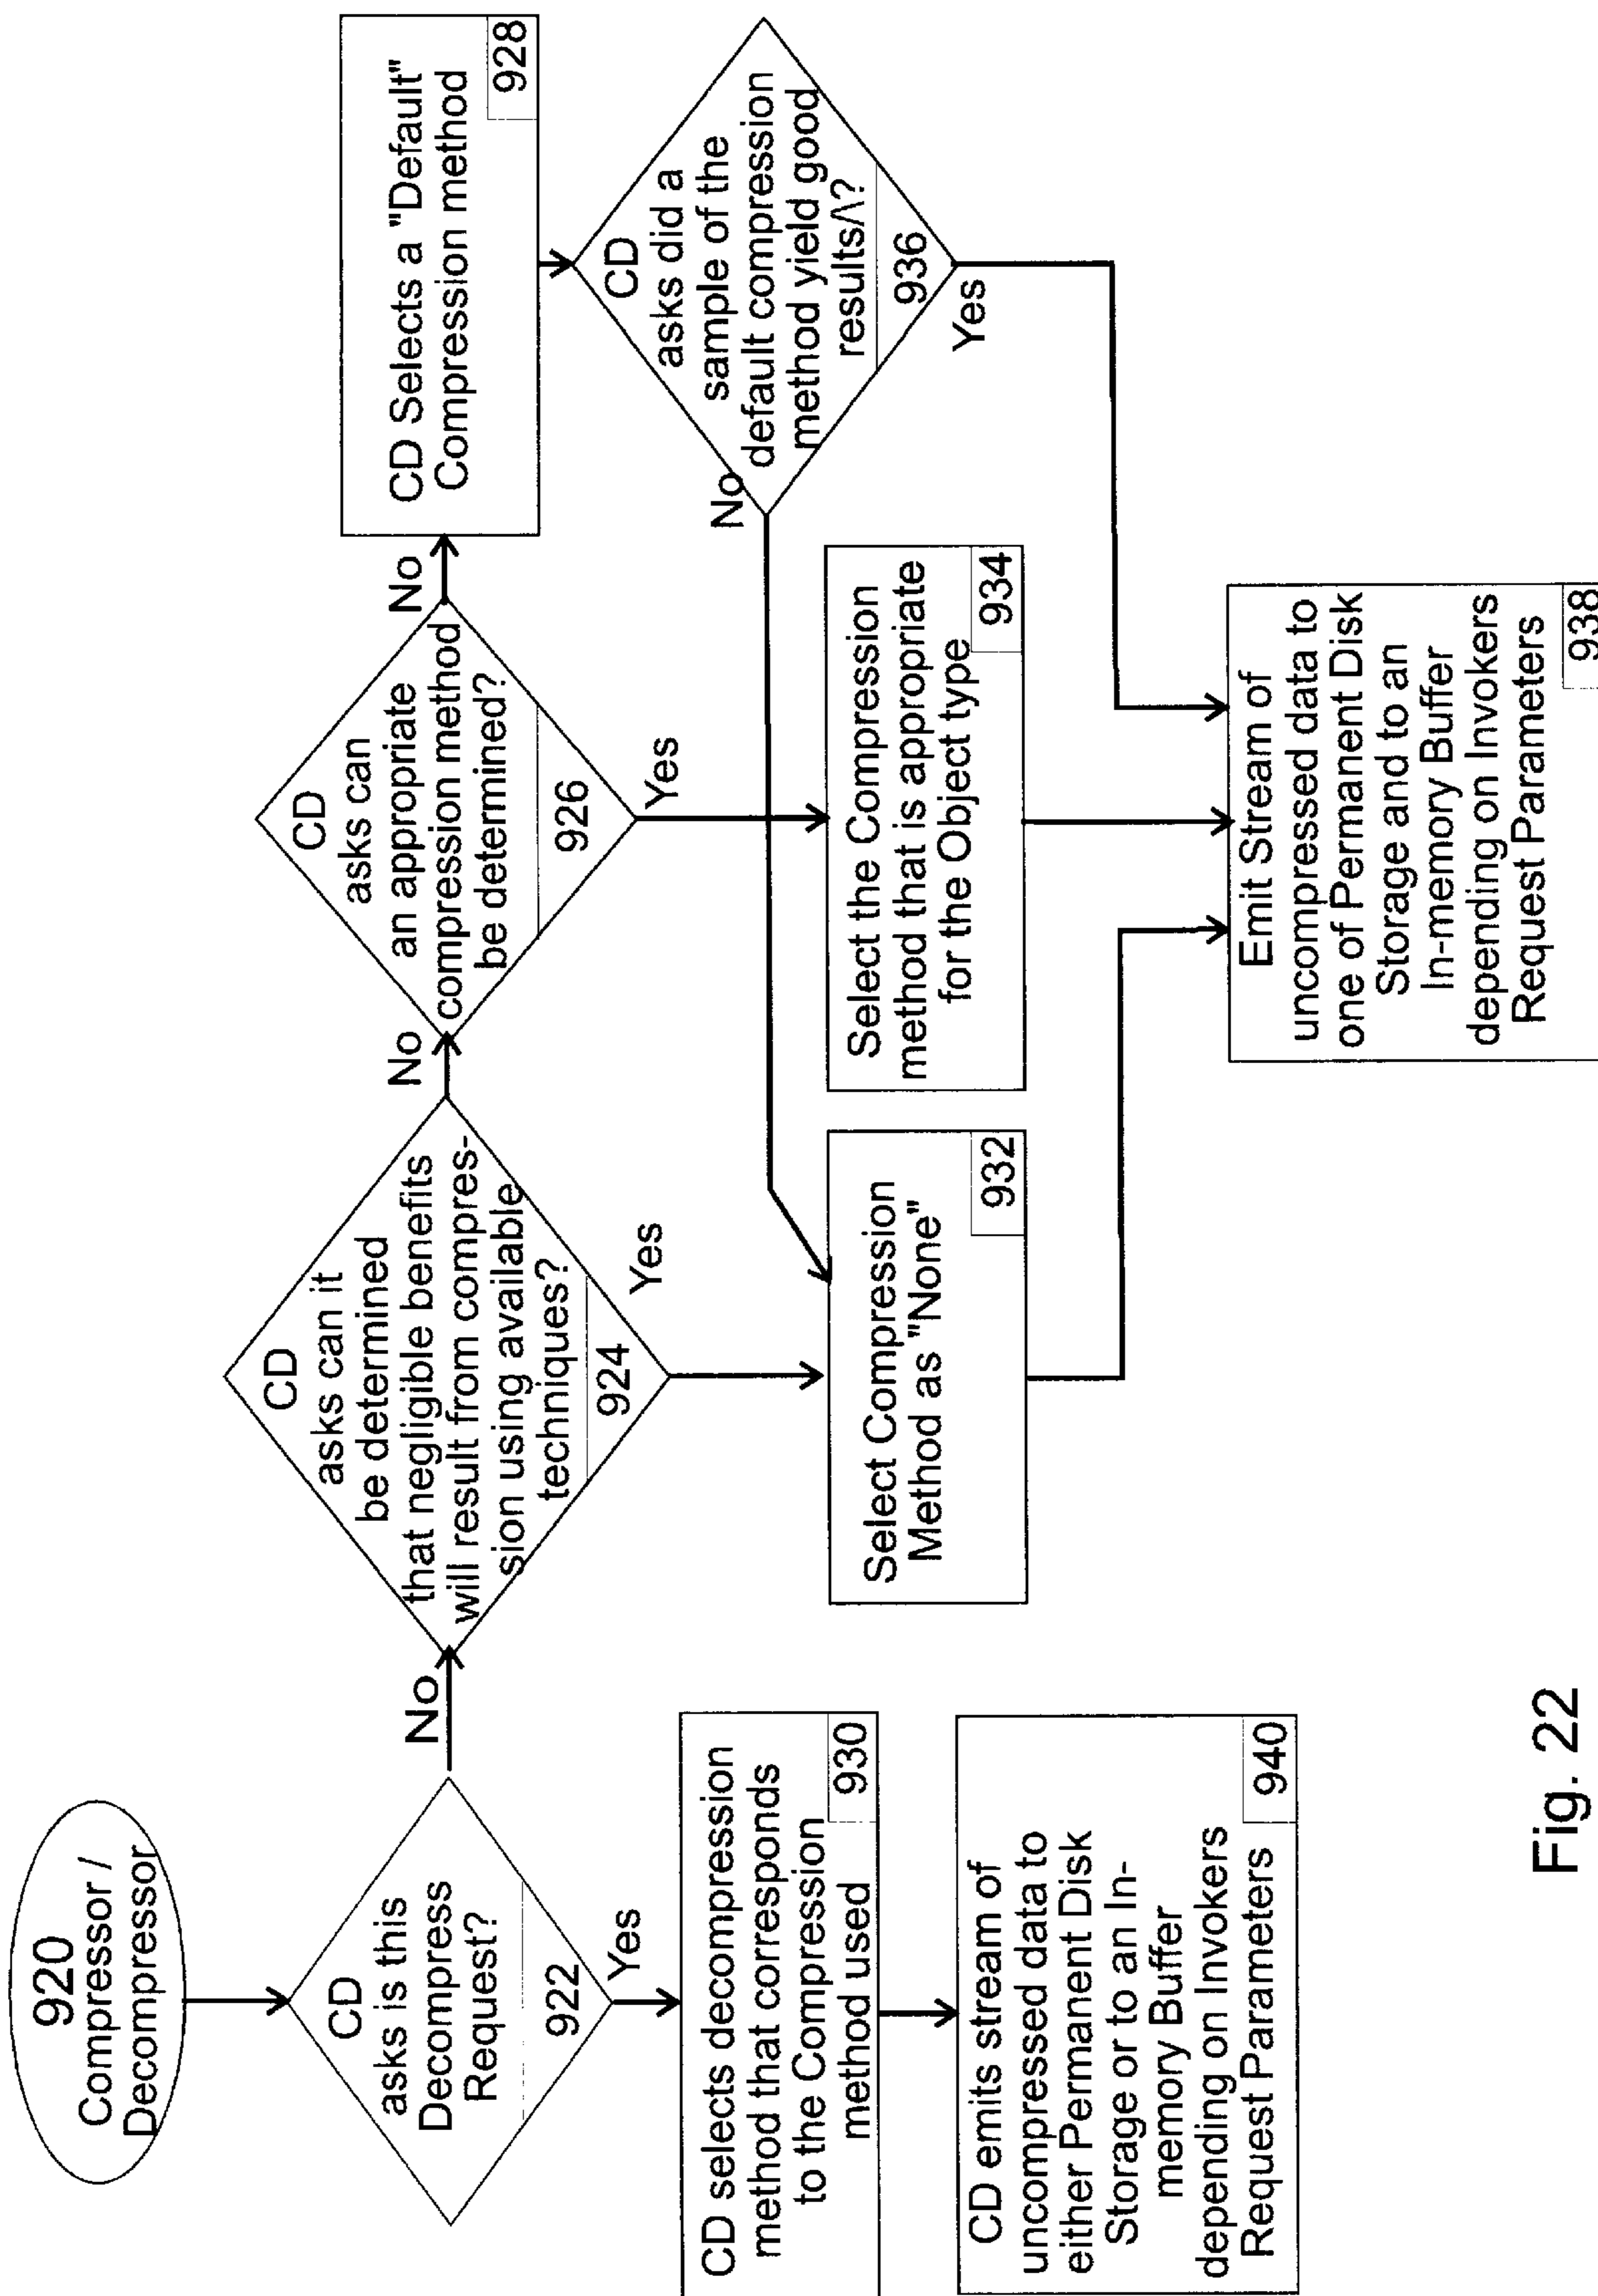 920
Compressor /
Decompressor
CD
asks is this
Decompress
Request?
922
No
Yes
CD selects decompression
method that corresponds
to the Compression
method used
930
CD emits stream of
uncompressed data to
either Permanent Disk
Storage or to an In-
memory Buffer
depending on Invokers
Request Parameters
940
CD
asks can it
be determined
that negligible benefits
will result from compres-
sion using available
techniques?
924
No
Yes
Select Compression
Method as "None"
932
CD
asks can
an appropriate
compression method
be determined?
926
No
Yes
Select the Compression
method that is appropriate
for the Object type
934
CD Selects a "Default"
Compression method
928
CD
asks did a
sample of the
default compression
method yield good
results/\?
936
No
Yes
Emit Stream of
uncompressed data to
one of Permanent Disk
Storage and to an
In-memory Buffer
depending on Invokers
Request Parameters
938
Fig. 22